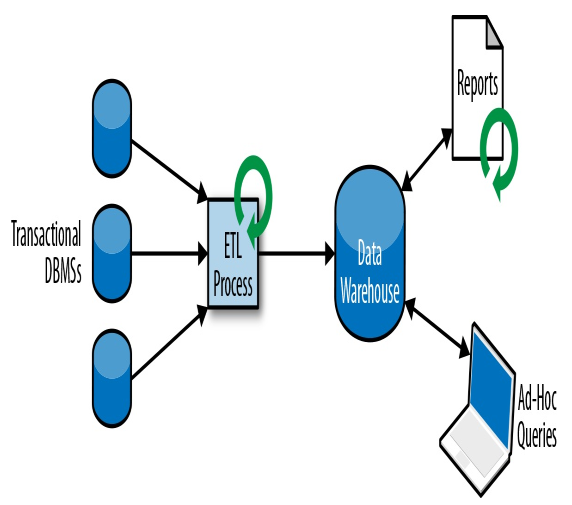 Reports
Transactional
DBMSs
ETL
Process
Data
Warehouse
Ad-Hoc
Queries